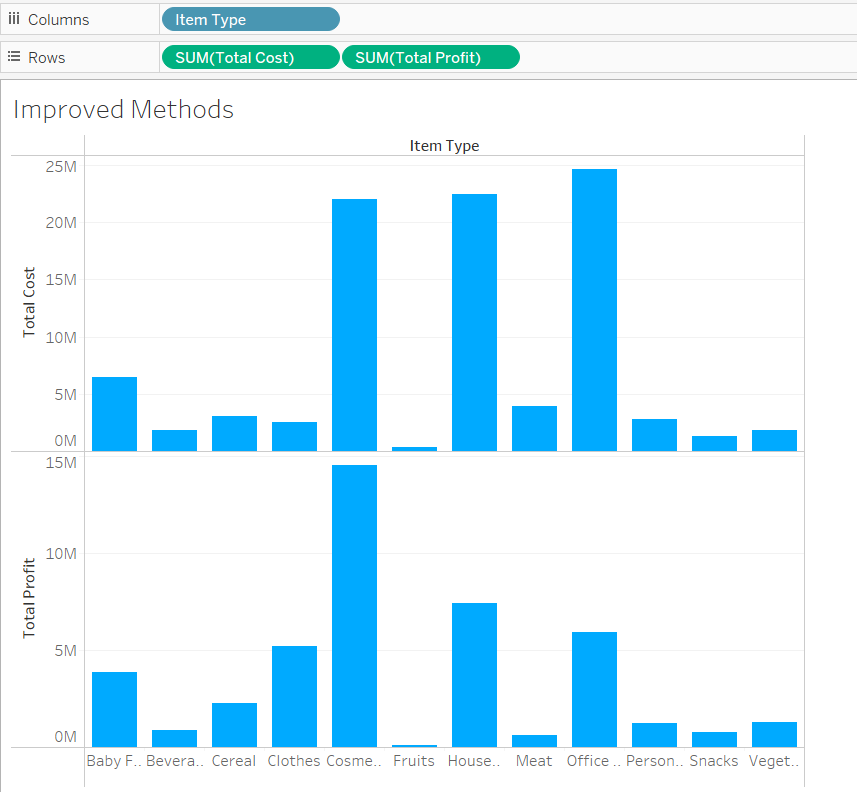 Columns Item Type
Rows SUM(Total Cost) SUM(Total Profit)
Improved Methods
Item Type
25M
20M
15M
10M
5M
0M
Total Cost
15M
10M
5M
0M
Total Profit
Baby F.. Bevera.. Cereal Clothes Cosme.. Fruits House.. Meat Office .. Person.. Snacks Veget..